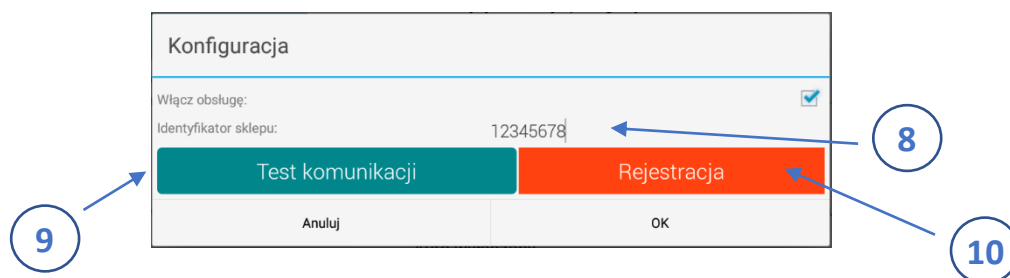 Konfiguracja
Włącz obsługę:
Identyfikator sklepu: 12345678
8
Test komunikacji Rejestracja
Anuluj OK
9
10